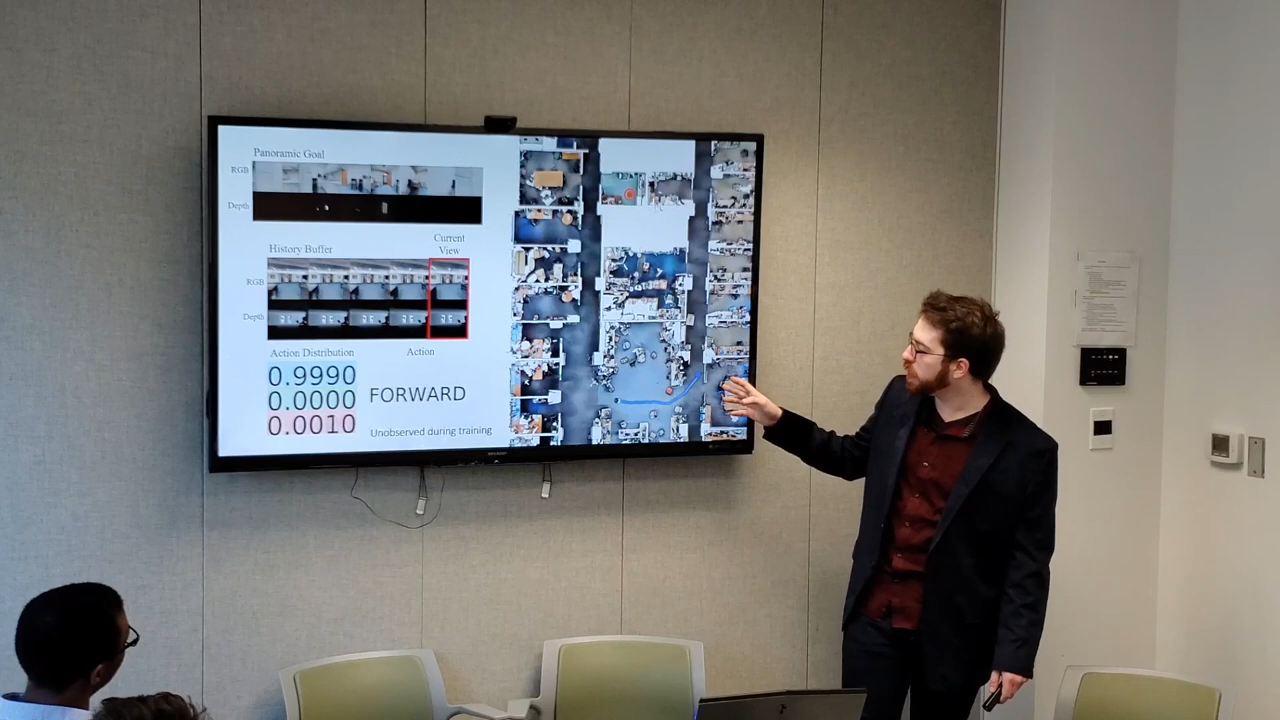 Panoramic Goal
RGB
Depth
History Buffer
Current
View
RGB
Depth
Action Distribution
Action
0.9990
0.0000
0.0010
FORWARD
Unobserved during training
SHARP